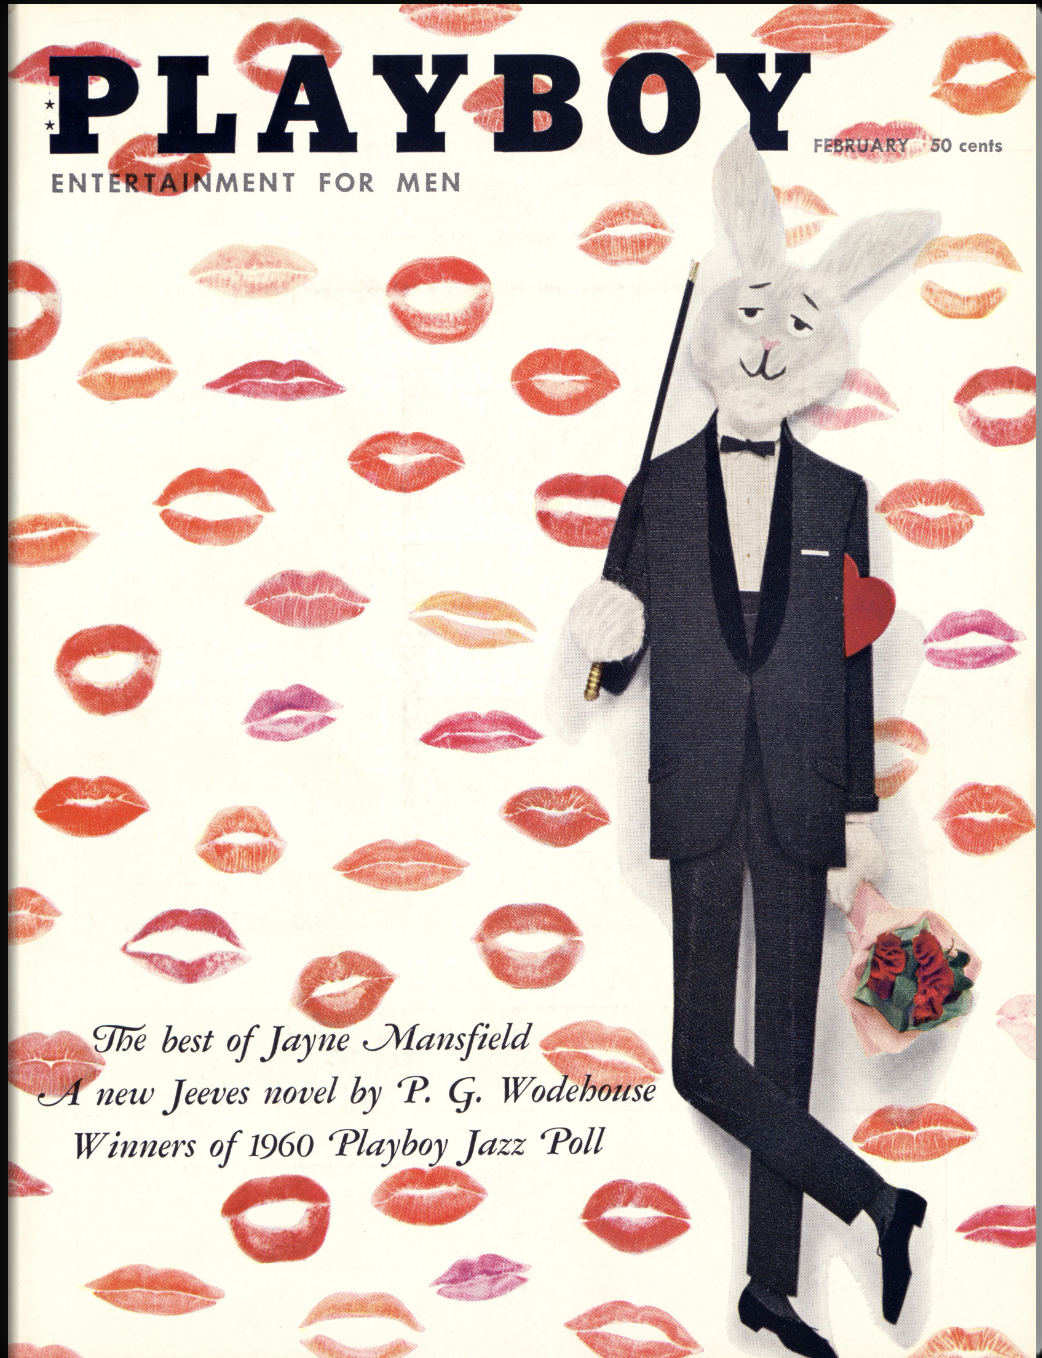 PLAYBOY
FEBRUARY 50 cents
ENTERTAINMENT FOR MEN
The best of Jayne Mansfield
A new Jeeves novel by P. G. Wodehouse
Winners of 1960 Playboy Jazz Poll